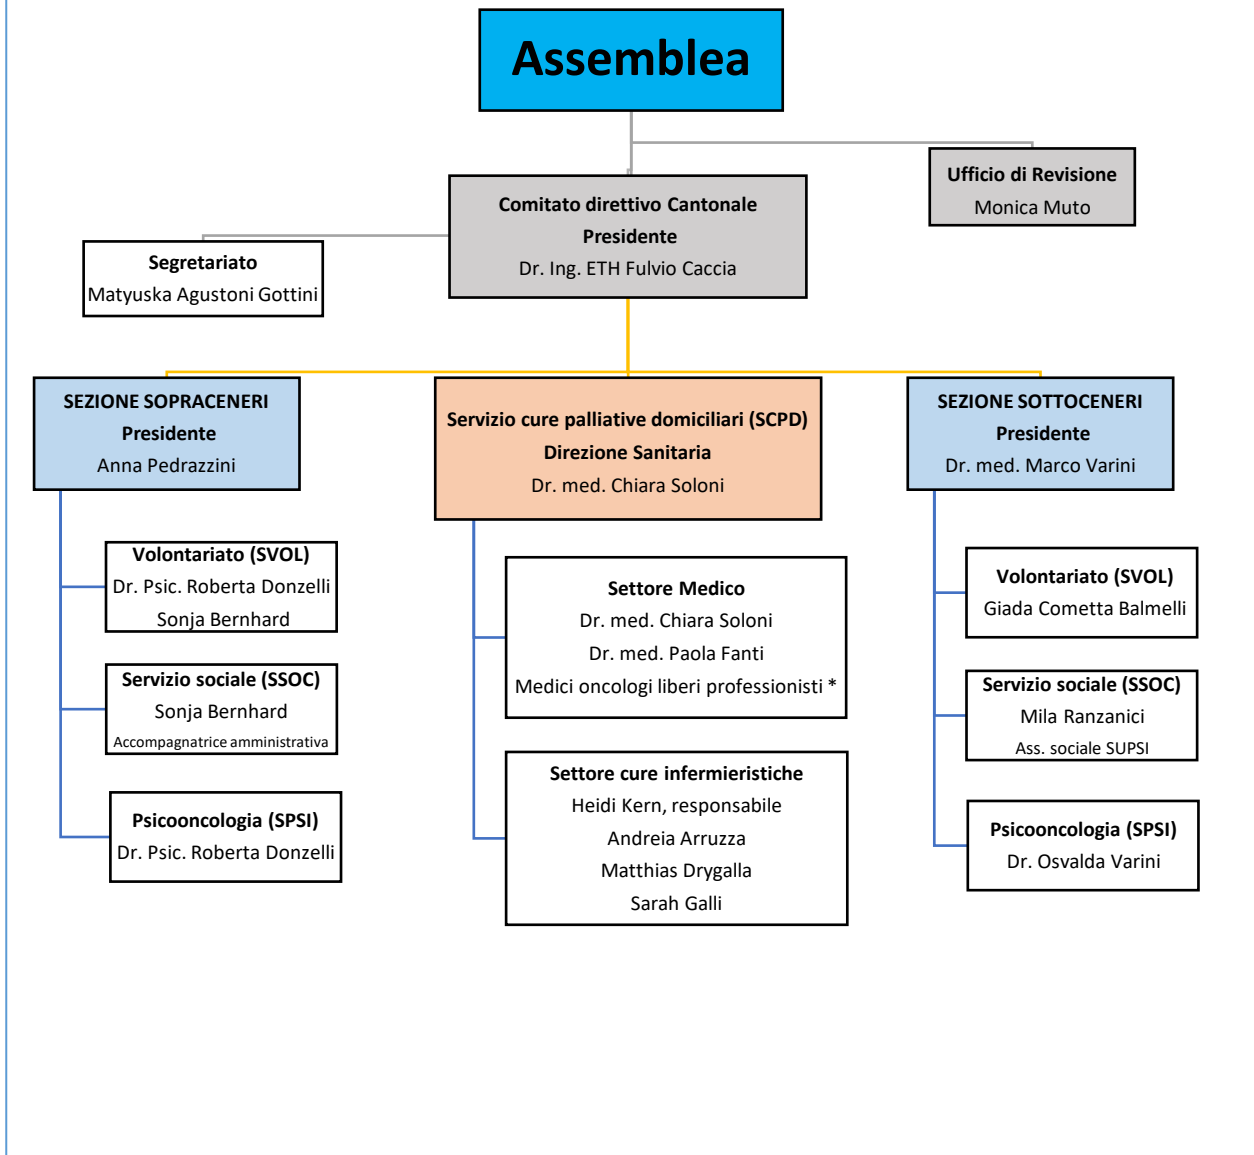 Assemblea
Ufficio di Revisione
Monica Muto
Comitato direttivo Cantonale
Presidente
Dr. Ing. ETH Fulvio Caccia
Segretariato
Matyuska Agustoni Gottini
SEZIONE SOPRACENERI
Presidente
Anna Pedrazzini
Volontariato (SVOL)
Dr. Psic. Roberta Donzelli
Sonja Bernhard
Servizio sociale (SSOC)
Sonja Bernhard
Accompagnatrice amministrativa
Psicooncologia (SPSI)
Dr. Psic. Roberta Donzelli
Servizio cure palliative domiciliari (SCPD)
Direzione Sanitaria
Dr. med. Chiara Soloni
Settore Medico
Dr. med. Chiara Soloni
Dr. med. Paola Fanti
Medici oncologi liberi professionisti *
Settore cure infermieristiche
Heidi Kern, responsabile
Andreia Arruzza
Matthias Drygalla
Sarah Galli
SEZIONE SOTTOCENERI
Presidente
Dr. med. Marco Varini
Volontariato (SVOL)
Giada Cometta Balmelli
Servizio sociale (SSOC)
Mila Ranzanici
Ass. sociale SUPSI
Psicooncologia (SPSI)
Dr. Osvalda Varini